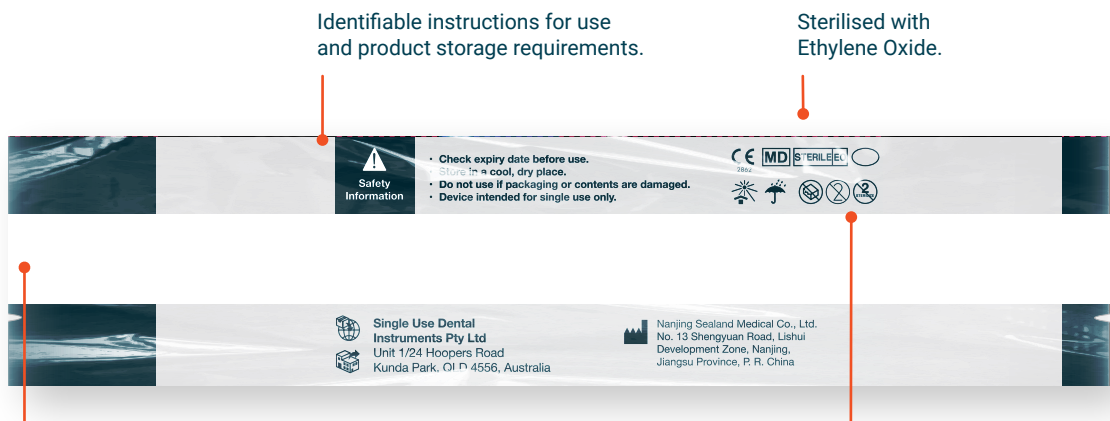 Identifiable instructions for use
and product storage requirements.
Sterilised with
Ethylene Oxide.
Safety
Information
· Check expiry date before use.
· Store in a cool, dry place.
· Do not use if packaging or contents are damaged.
· Device intended for single use only.
CE MD STERILE EO
2862
2
2
STERILIZE
Single Use Dental
Instruments Pty Ltd
Unit 1/24 Hoopers Road
Kunda Park. QLD 4556, Australia
Nanjing Sealand Medical Co., Ltd.
No. 13 Shengyuan Road, Lishui
Development Zone, Nanjing,
Jiangsu Province, P. R. China